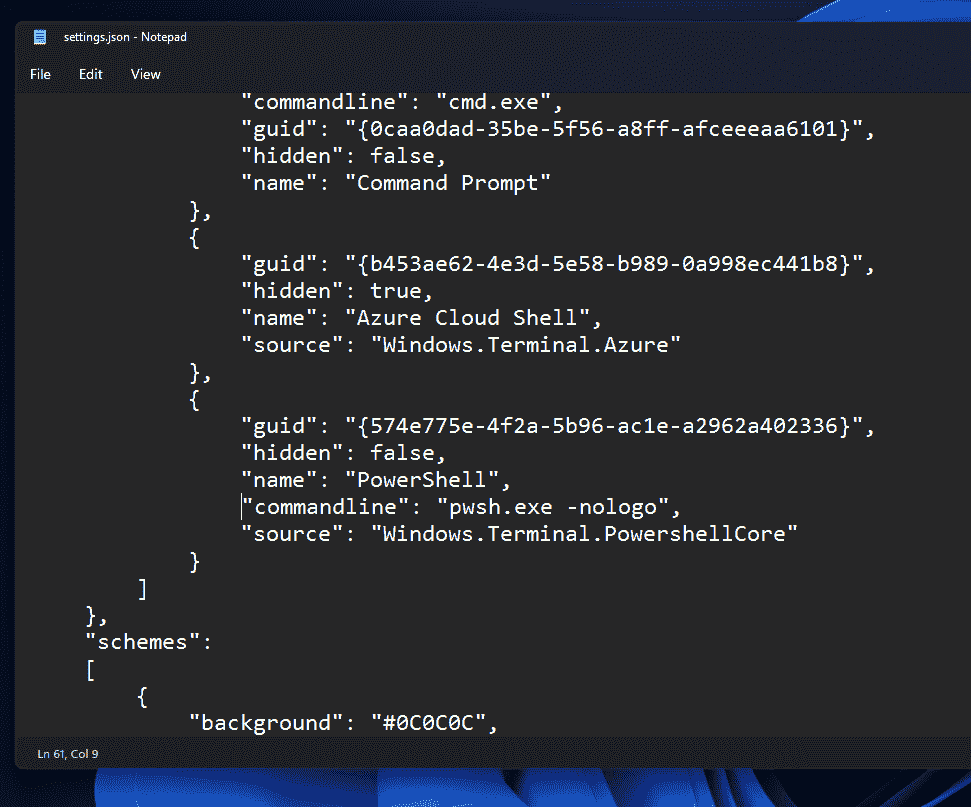 settings.json - Notepad
File Edit View
"commandline": "cmd.exe",
"guid": "{0caa0dad-35be-5f56-a8ff-afceeeaa6101}",
"hidden": false,
"name": "Command Prompt"
},
{
"guid": "{b453ae62-4e3d-5e58-b989-0a998ec441b8}",
"hidden": true,
"name": "Azure Cloud Shell",
"source": "Windows.Terminal.Azure"
},
{
"guid": "{574e775e-4f2a-5b96-ac1e-a2962a402336}",
"hidden": false,
"name": "PowerShell",
"commandline": "pwsh.exe -nologo",
"source": "Windows.Terminal.PowershellCore"
}
]
},
"schemes":
[
{
"background": "#0C0C0C",
Ln 61, Col 9